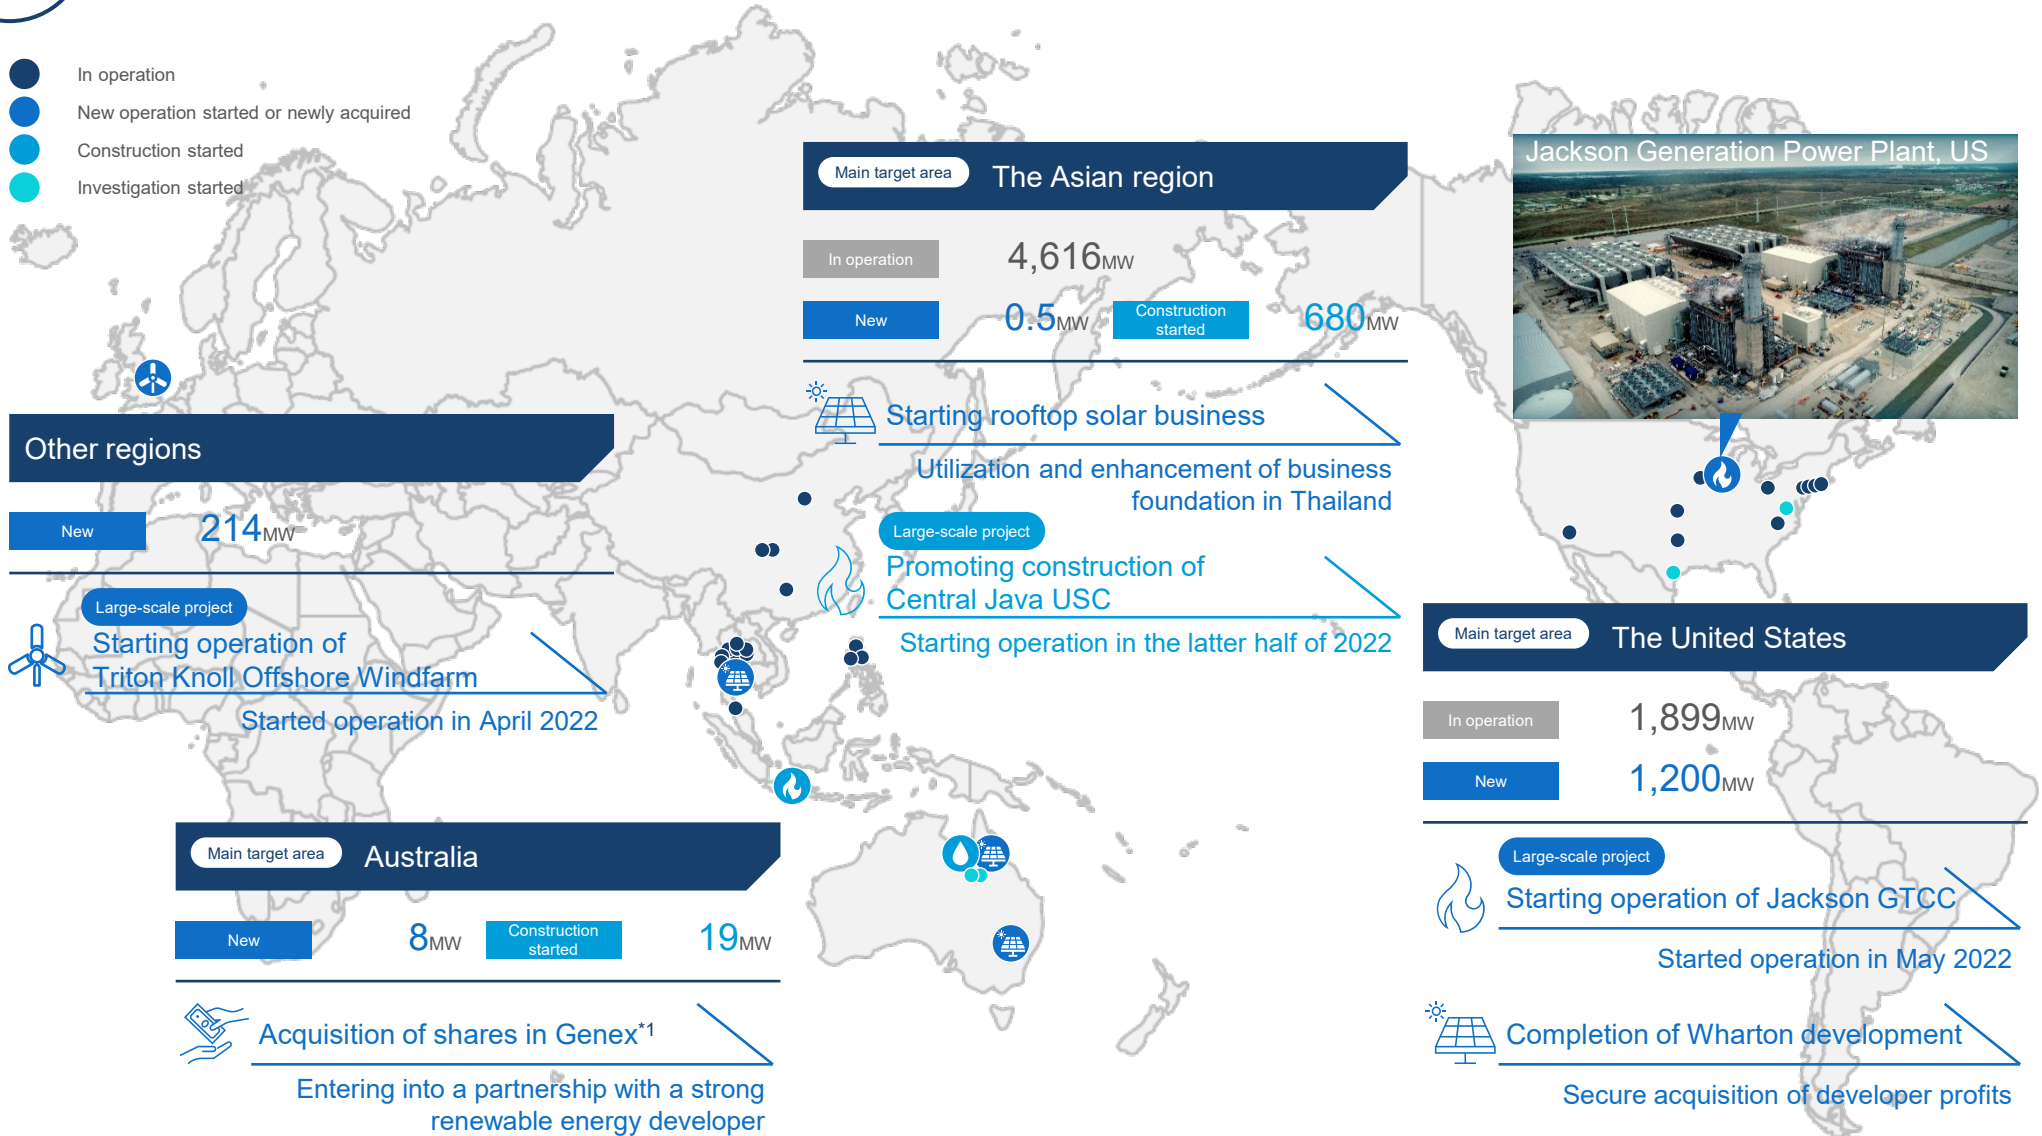 In operation
New operation started or newly acquired
Construction started
Investigation started
Main target area The Asian region
In operation 4,616MW
New 0.5MW Construction started 680MW
Starting rooftop solar business
Utilization and enhancement of business
foundation in Thailand
Large-scale project
Promoting construction of
Central Java USC
Starting operation in the latter half of 2022
Jackson Generation Power Plant, US
Other regions
New 214MW
Large-scale project
Starting operation of
Triton Knoll Offshore Windfarm
Started operation in April 2022
Main target area Australia
New 8MW Construction started 19MW
Acquisition of shares in Genex*1
Entering into a partnership with a strong
renewable energy developer
Main target area The United States
In operation 1,899MW
New 1,200MW
Large-scale project
Starting operation of Jackson GTCC
Started operation in May 2022
Completion of Wharton development
Secure acquisition of developer profits